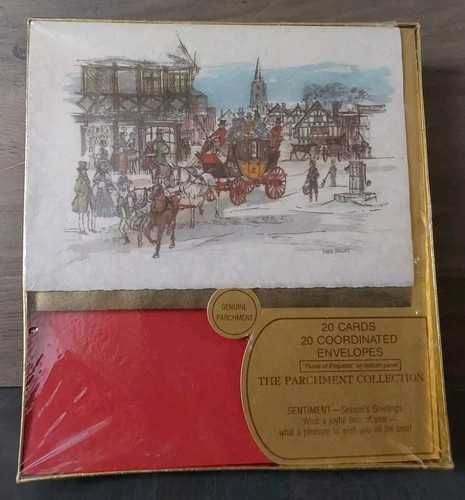 GENUINE
PARCHMENT
20 CARDS
20 COORDINATED
ENVELOPES
"Rules of Etiquette" on bottom panel
THE PARCHMENT COLLECTION
SENTIMENT—Season's Greetings
What a joyful time of year—
what a pleasure to wish you all the best!